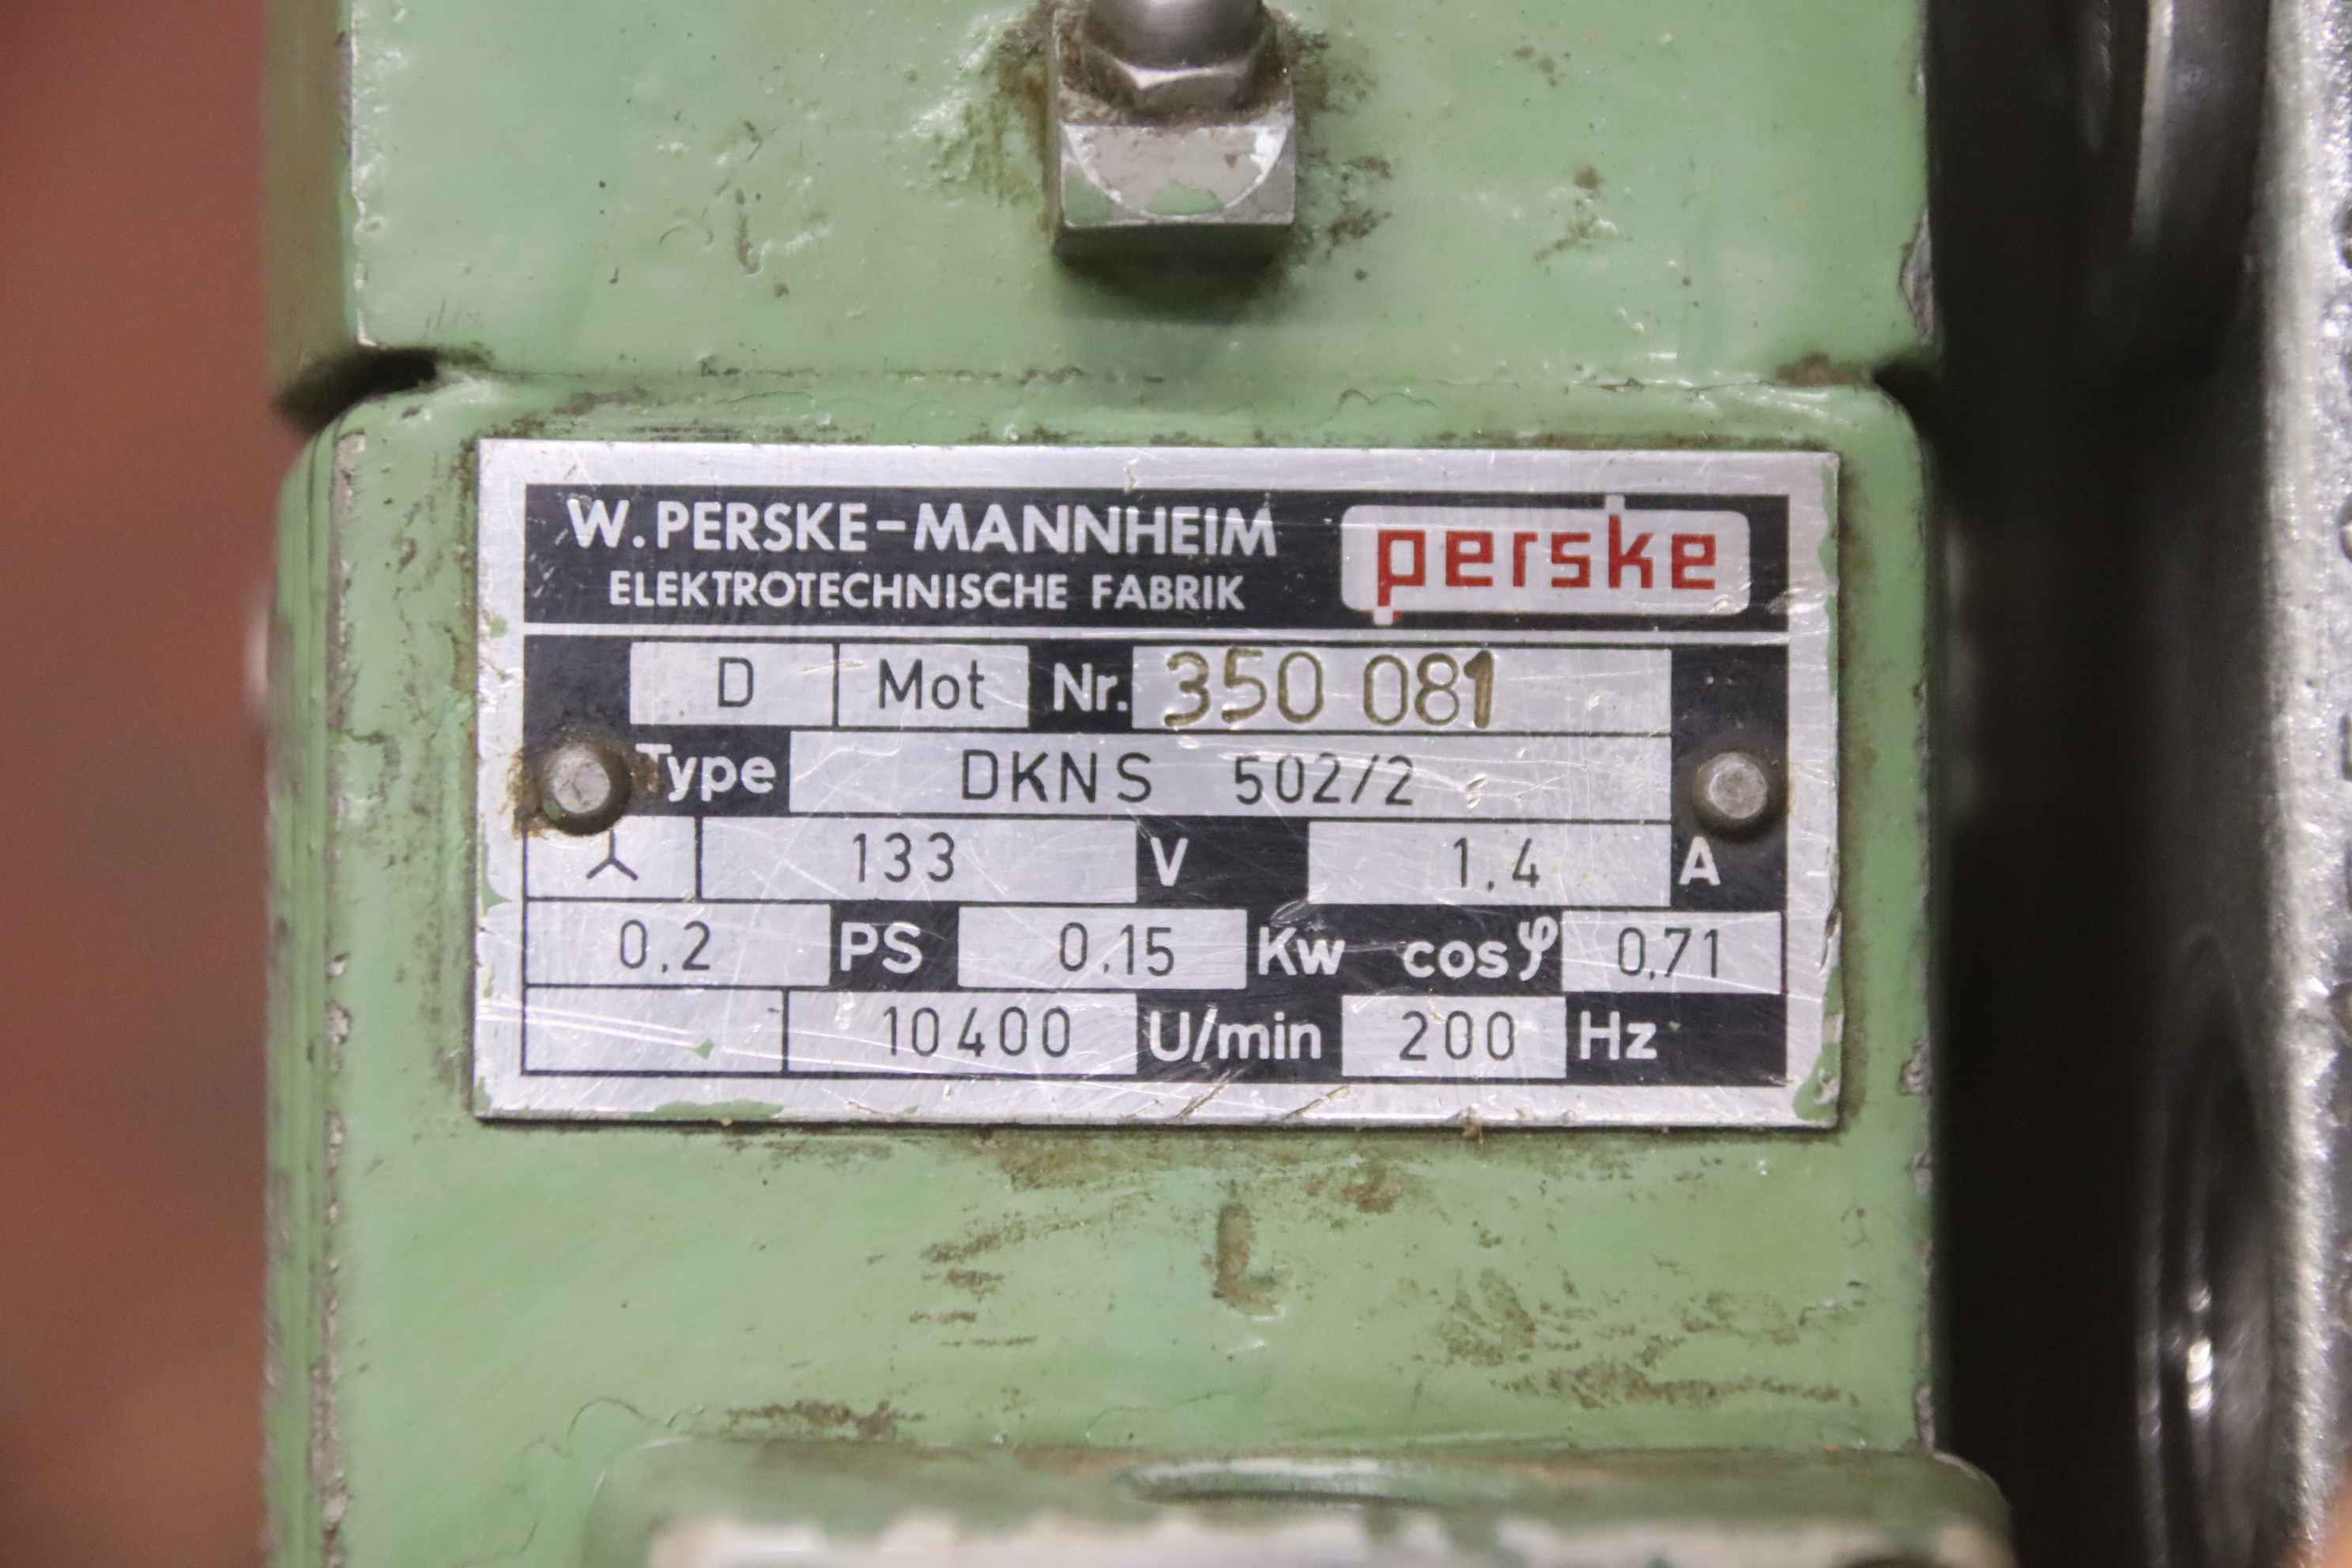 W. PERSKE-MANNHEIM perske
ELEKTROTECHNISCHE FABRIK
D Mot Nr. 350 081
Type DKNS 502/2
133 V 1,4 A
0,2 PS 0,15 Kw cos φ 0,71
10400 U/min 200 Hz